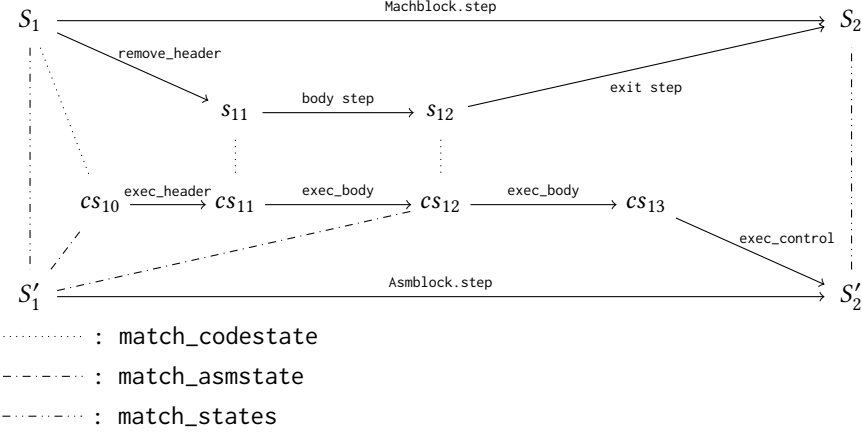 S₁ Machblock.step S₂
remove_header
s₁₁ body step s₁₂ exit step
cs₁₀ exec_header cs₁₁ exec_body cs₁₂ exec_body cs₁₃
exec_control
S′₁ Asmblock.step S′₂
: match_codestate
: match_asmstate
: match_states